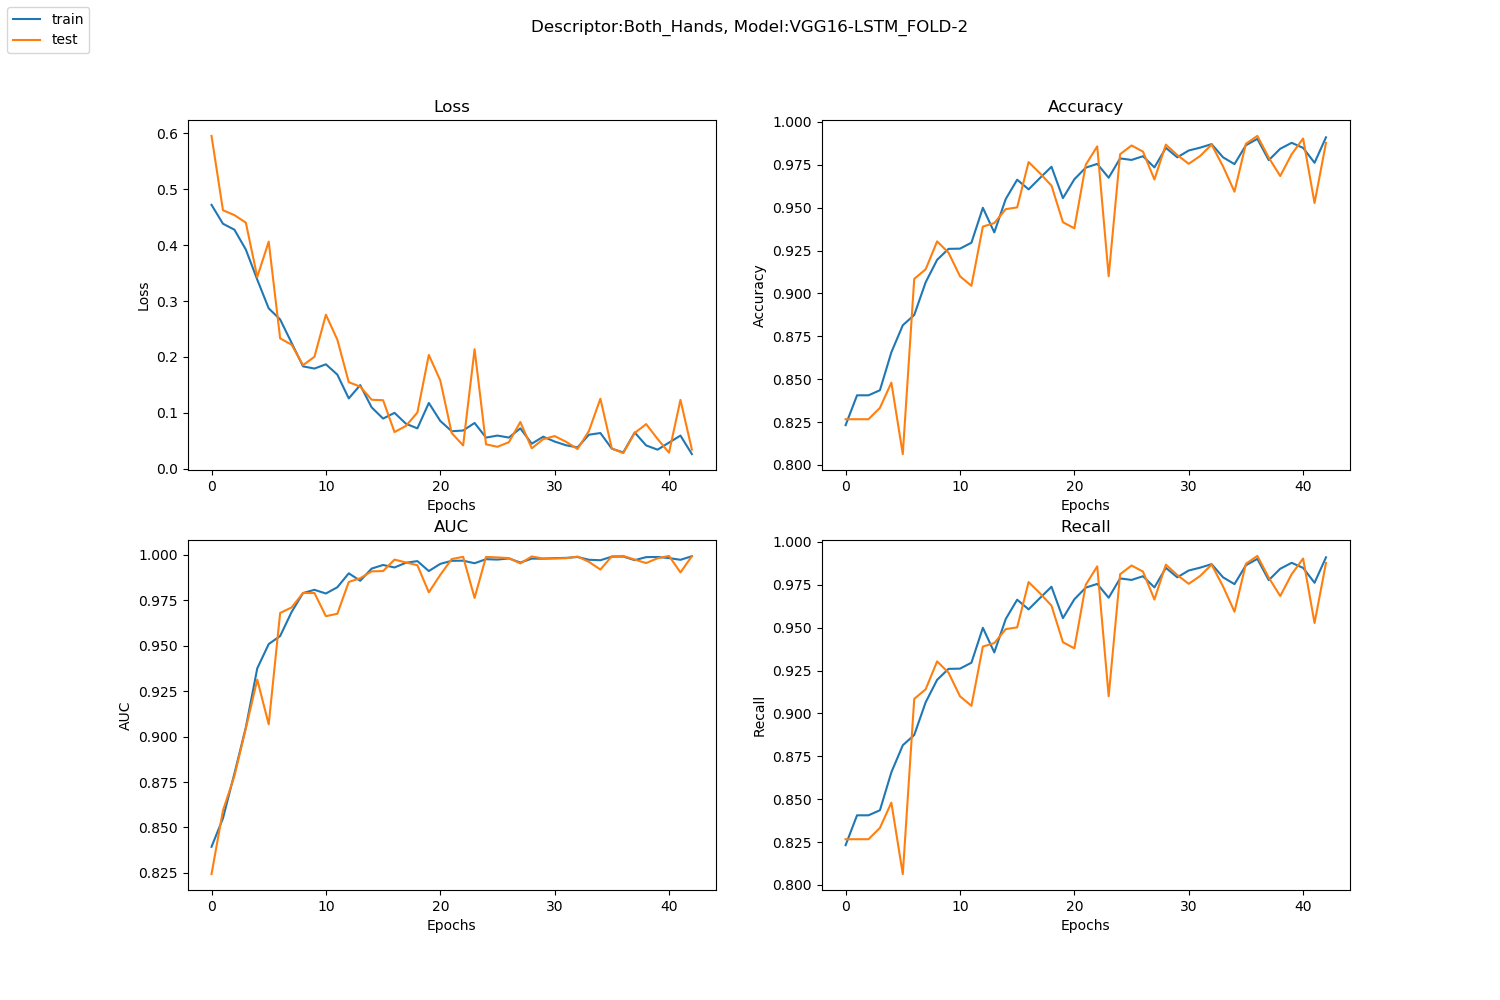 train
test
Descriptor:Both_Hands, Model:VGG16-LSTM_FOLD-2
Loss
0.6
0.5
0.4
0.3
0.2
0.1
0.0
Loss
0 10 20 30 40
Epochs
Accuracy
1.000
0.975
0.950
0.925
0.900
0.875
0.850
0.825
0.800
Accuracy
0 10 20 30 40
Epochs
AUC
1.000
0.975
0.950
0.925
0.900
0.875
0.850
0.825
AUC
0 10 20 30 40
Epochs
Recall
1.000
0.975
0.950
0.925
0.900
0.875
0.850
0.825
0.800
Recall
0 10 20 30 40
Epochs